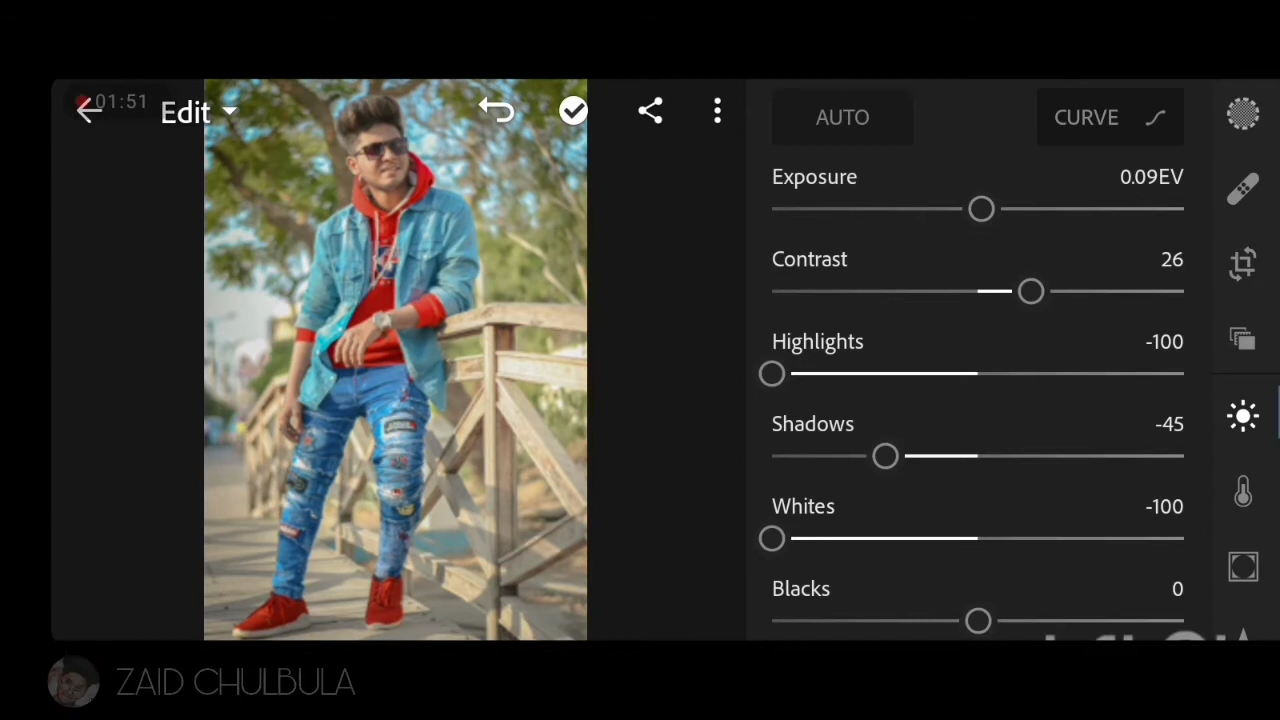 01:51
Edit
AUTO
CURVE
Exposure 0.09EV
Contrast 26
Highlights -100
Shadows -45
Whites -100
Blacks 0
ZAID CHULBULA